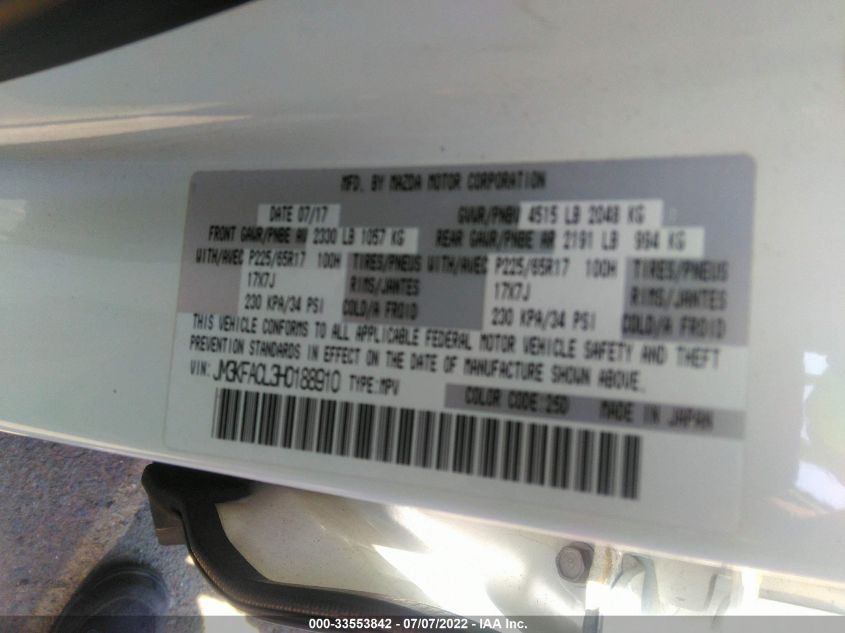 MFD. BY MAZDA MOTOR CORPORATION
DATE 07/17 GVWR/PNBV 4515 LB 2048 KG
FRONT GAWR/PNBE AV 2330 LB 1057 KG REAR GAWR/PNBE AR 2191 LB 994 KG
WITH/AVEC P225/65R17 100H TIRES/PNEUS WITH/AVEC P225/65R17 100H TIRES/PNEUS
17X7J RIMS/JANTES 17X7J RIMS/JANTES
230 KPA/34 PSI COLD/A FROID 230 KPA/34 PSI COLD/A FROID
THIS VEHICLE CONFORMS TO ALL APPLICABLE FEDERAL MOTOR VEHICLE SAFETY AND THEFT
PREVENTION STANDARDS IN EFFECT ON THE DATE OF MANUFACTURE SHOWN ABOVE.
VIN: JM3KFACL3H0188910 TYPE:MPV COLOR CODE:25D MADE IN JAPAN
000-33553842 - 07/07/2022 - IAA Inc.